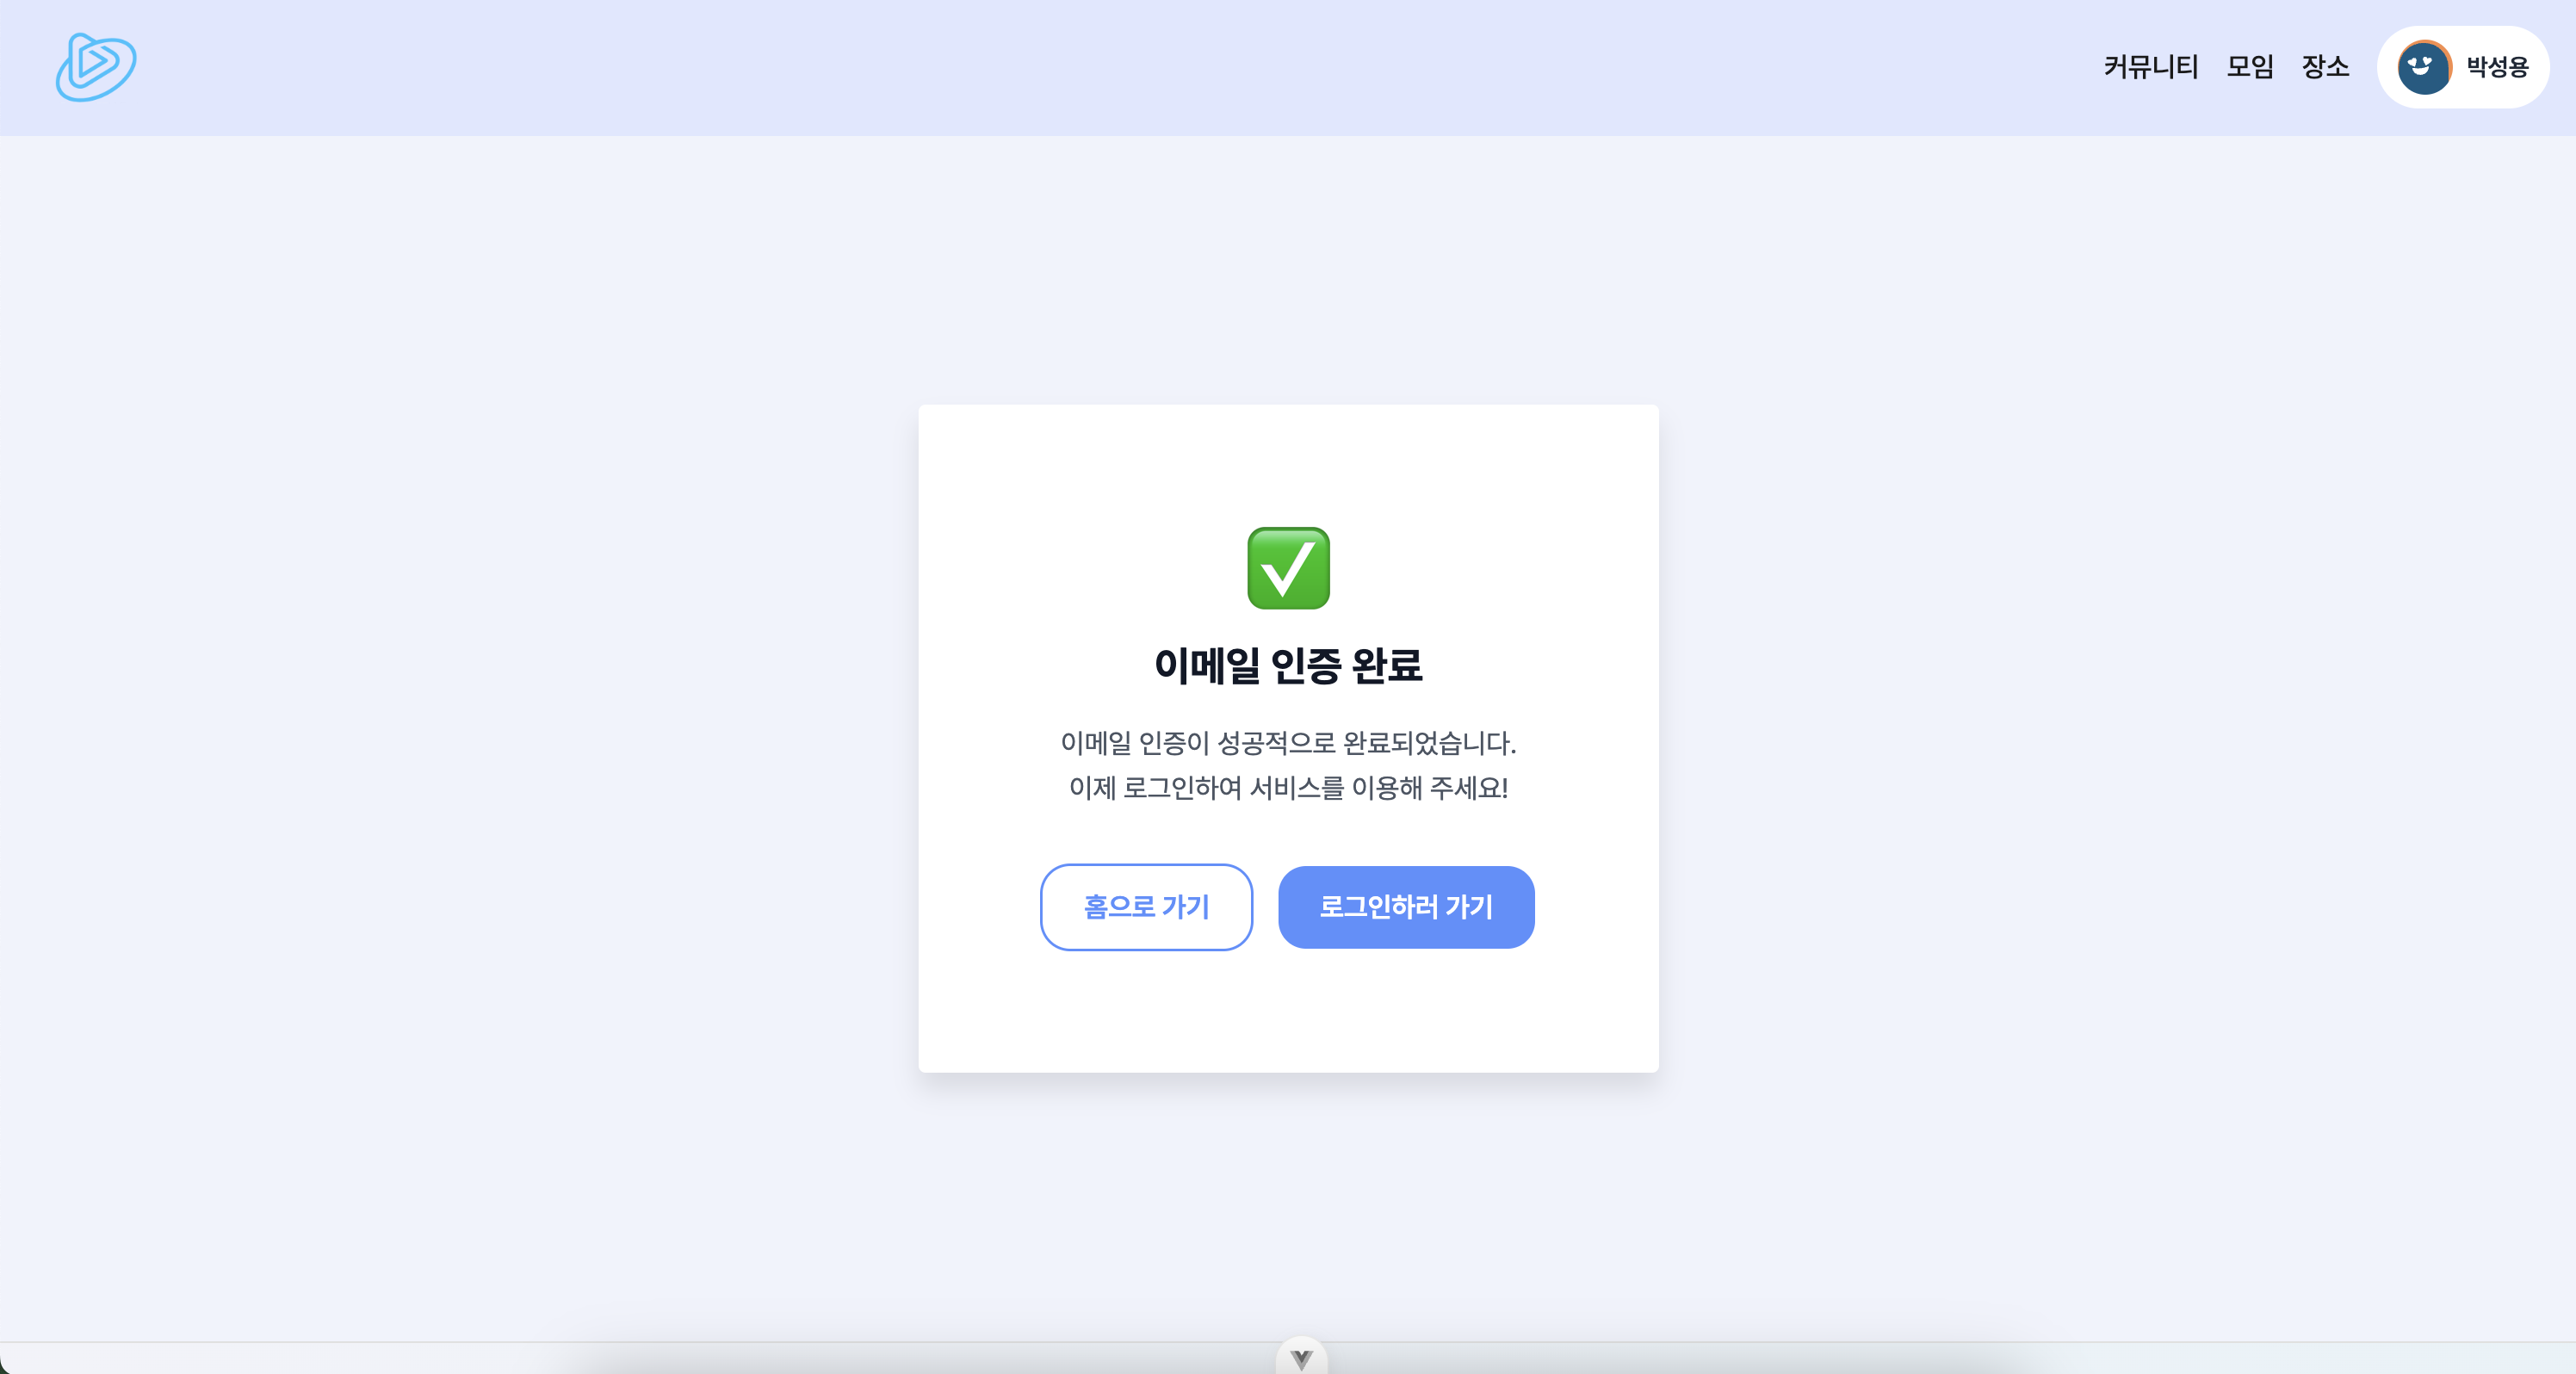 커뮤니티 모임 장소 박성용
이메일 인증 완료
이메일 인증이 성공적으로 완료되었습니다.
이제 로그인하여 서비스를 이용해 주세요!
홈으로 가기 로그인하러 가기